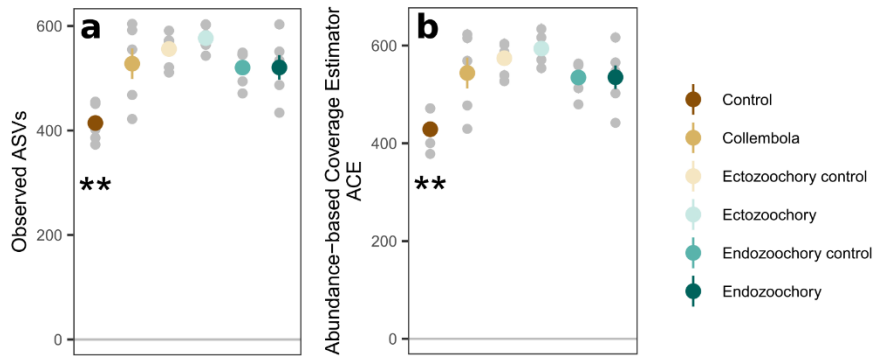 a
Observed ASVs
600
400
200
0
**
b
Abundance−based Coverage Estimator
ACE
600
400
200
0
**
Control
Collembola
Ectozoochory control
Ectozoochory
Endozoochory control
Endozoochory